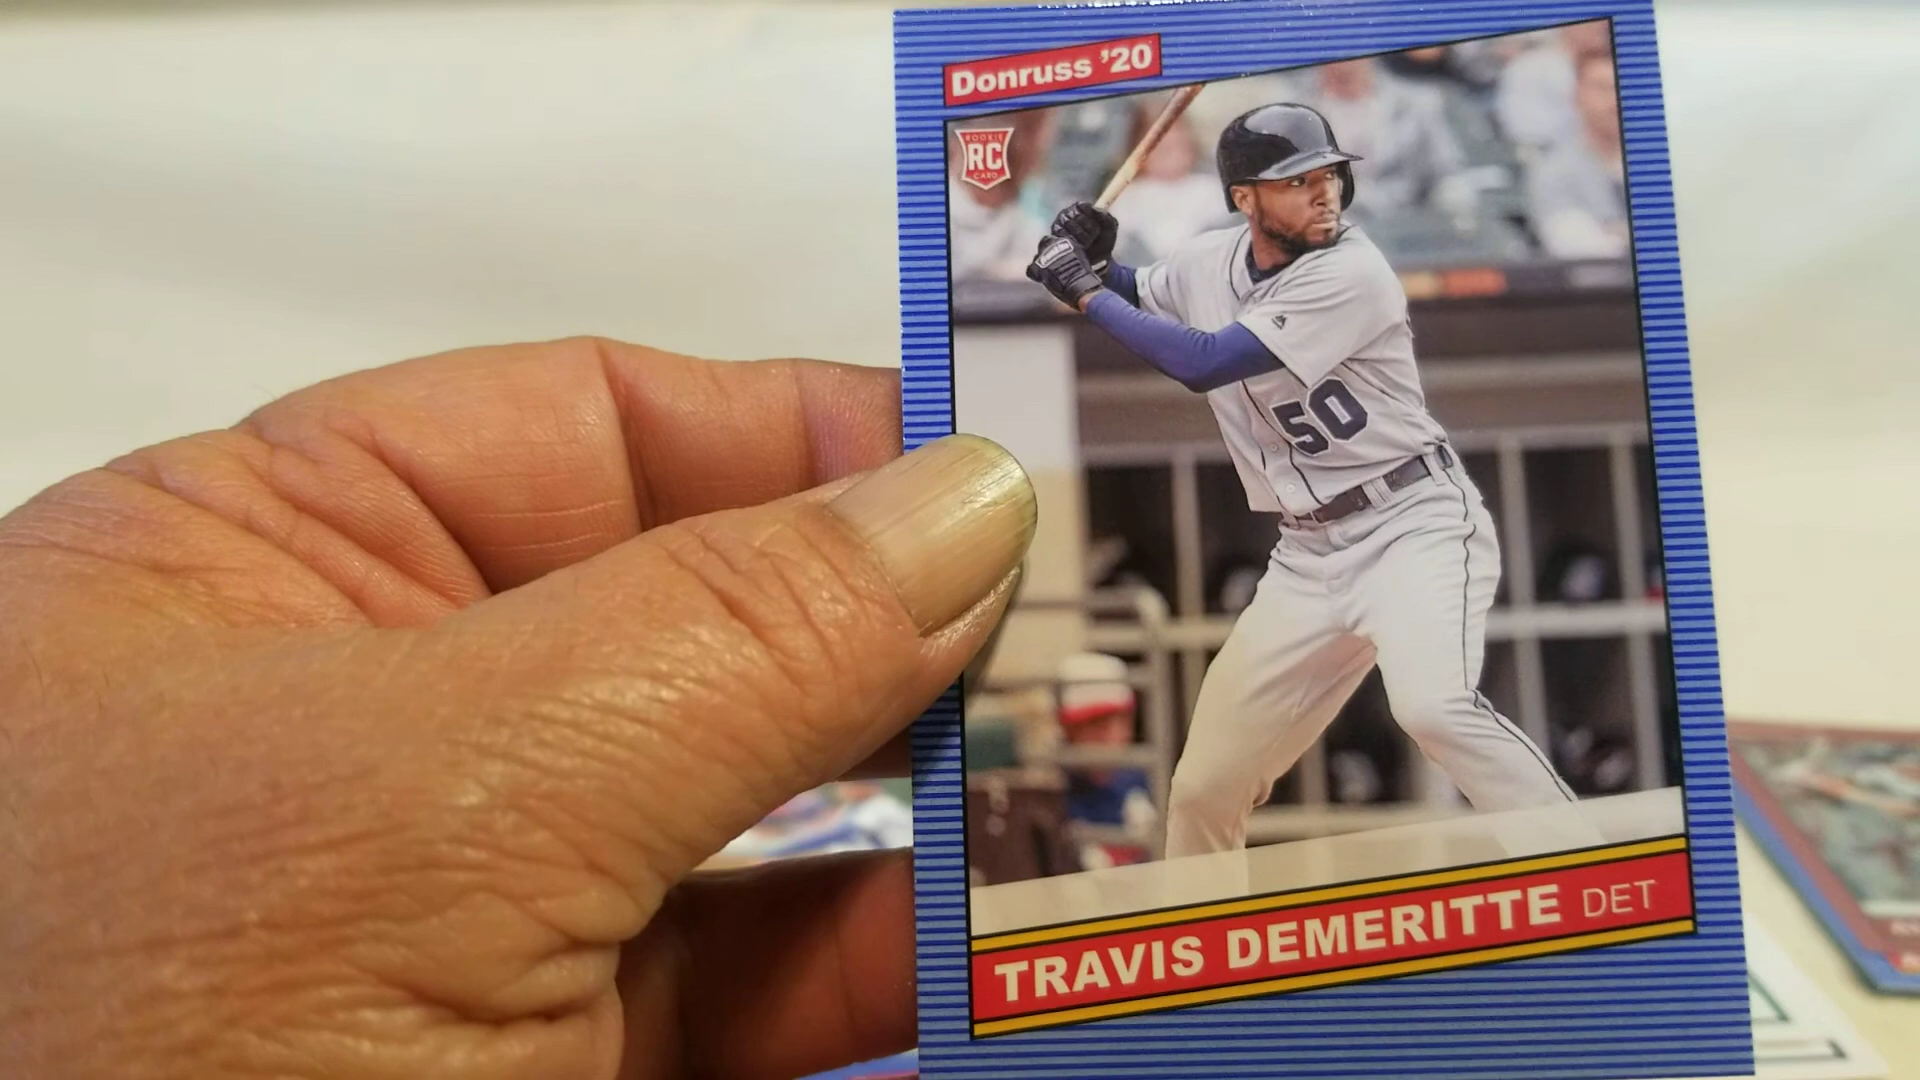 Donruss '20
ROOKIE
RC
CARD
50
TRAVIS DEMERITTE DET